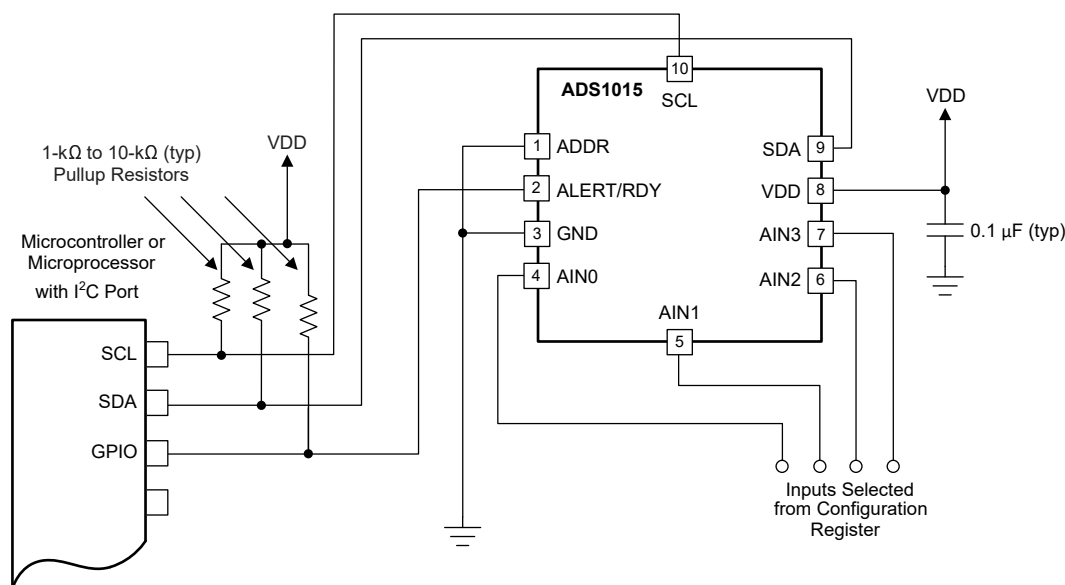 10
ADS1015
SCL
VDD
VDD
1-kΩ to 10-kΩ (typ)
Pullup Resistors
1
ADDR
SDA
9
2
ALERT/RDY
VDD
8
3
GND
AIN3
7
0.1 µF (typ)
Microcontroller or
Microprocessor
with I²C Port
4
AIN0
AIN2
6
AIN1
5
SCL
SDA
GPIO
Inputs Selected
from Configuration
Register